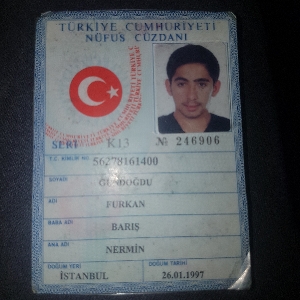 TÜRKİYE CUMHURİYETİ
NÜFUS CÜZDANI
SERİ K13 № 246906
T.C. KİMLİK NO 56278161400
SOYADI
GÜNDOĞDU
ADI
FURKAN
BABA ADI
BARIŞ
ANA ADI
NERMİN
DOĞUM YERİ DOĞUM TARİHİ
İSTANBUL 26.01.1997